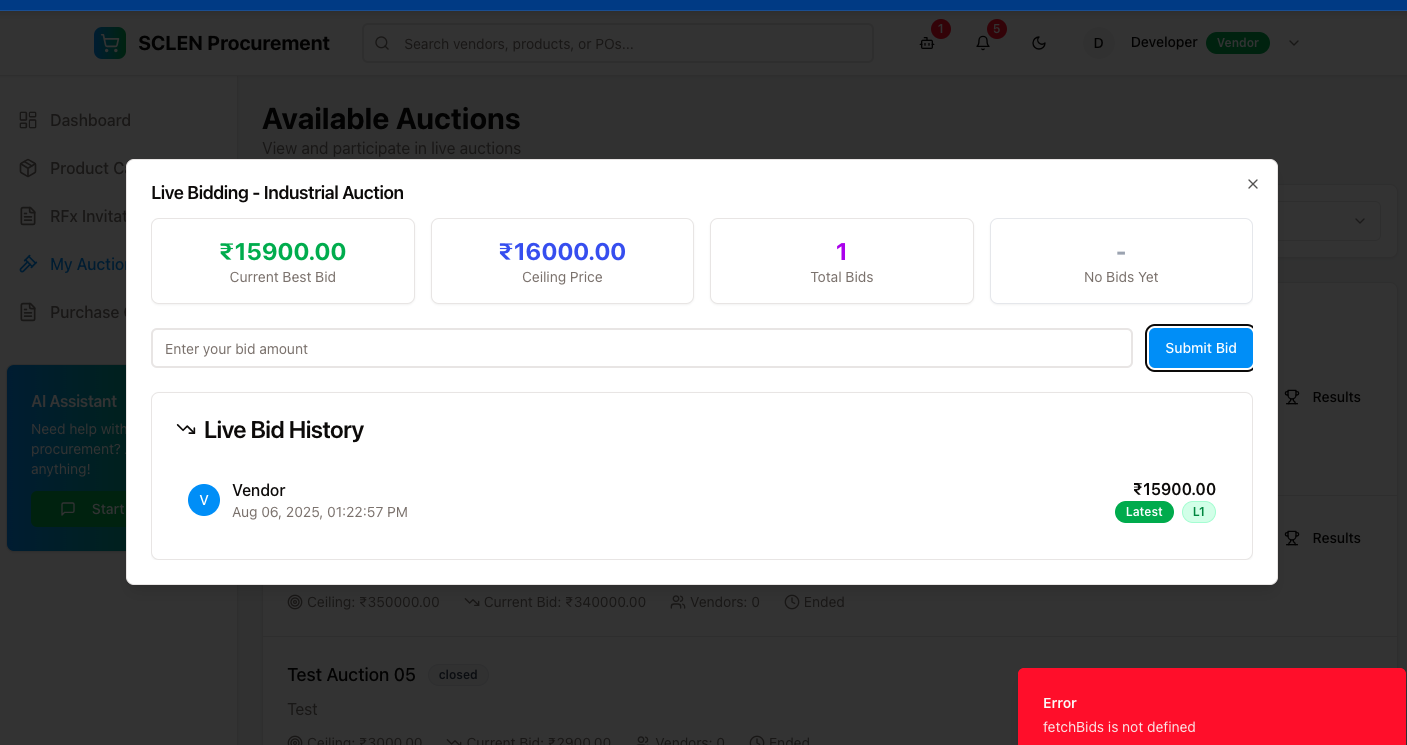 SCLEN Procurement
Search vendors, products, or POs...
1
5
D
Developer
Vendor
Dashboard
Available Auctions
View and participate in live auctions
Product
RFx
My
Purchase
AI Assistant
Need help with
procurement?
anything!
Start
Live Bidding - Industrial Auction
₹15900.00
Current Best Bid
₹16000.00
Ceiling Price
1
Total Bids
-
No Bids Yet
Enter your bid amount
Submit Bid
Live Bid History
V
Vendor
Aug 06, 2025, 01:22:57 PM
₹15900.00
Latest
L1
Results
Results
Ceiling: ₹350000.00
Current Bid: ₹340000.00
Vendors: 0
Ended
Test Auction 05
closed
Test
Ceiling: ₹3000.00
Current Bid: ₹2900.00
Vendors: 0
Ended
Error
fetchBids is not defined